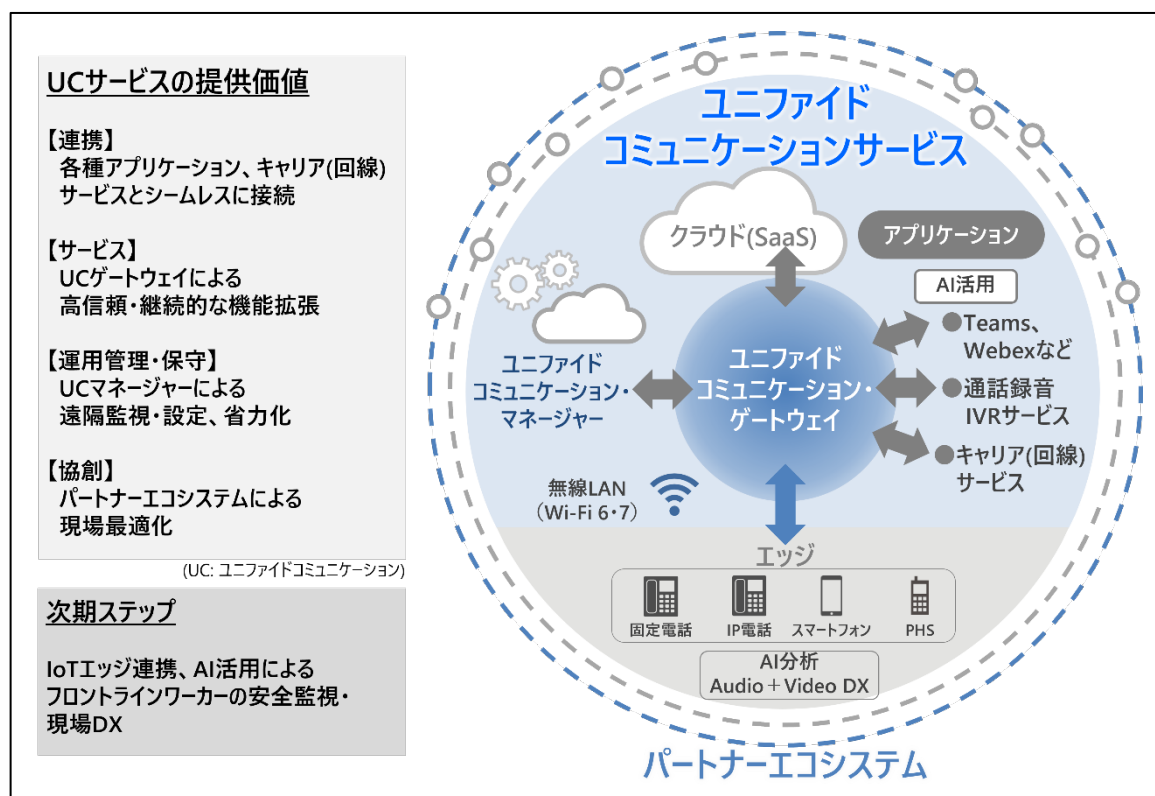 UCサービスの提供価値
【連携】
各種アプリケーション、キャリア(回線)
サービスとシームレスに接続
【サービス】
UCゲートウェイによる
高信頼・継続的な機能拡張
【運用管理・保守】
UCマネージャーによる
遠隔監視・設定、省力化
【協創】
パートナーエコシステムによる
現場最適化
(UC: ユニファイドコミュニケーション)
次期ステップ
IoTエッジ連携、AI活用による
フロントラインワーカーの安全監視・
現場DX
ユニファイド
コミュニケーションサービス
クラウド(SaaS)
アプリケーション
AI活用
●Teams、
Webexなど
●通話録音
IVRサービス
●キャリア(回線)
サービス
ユニファイド
コミュニケーション・
マネージャー
ユニファイド
コミュニケーション・
ゲートウェイ
無線LAN
(Wi-Fi 6・7)
エッジ
固定電話
IP電話
スマートフォン
PHS
AI分析
Audio＋Video DX
パートナーエコシステム